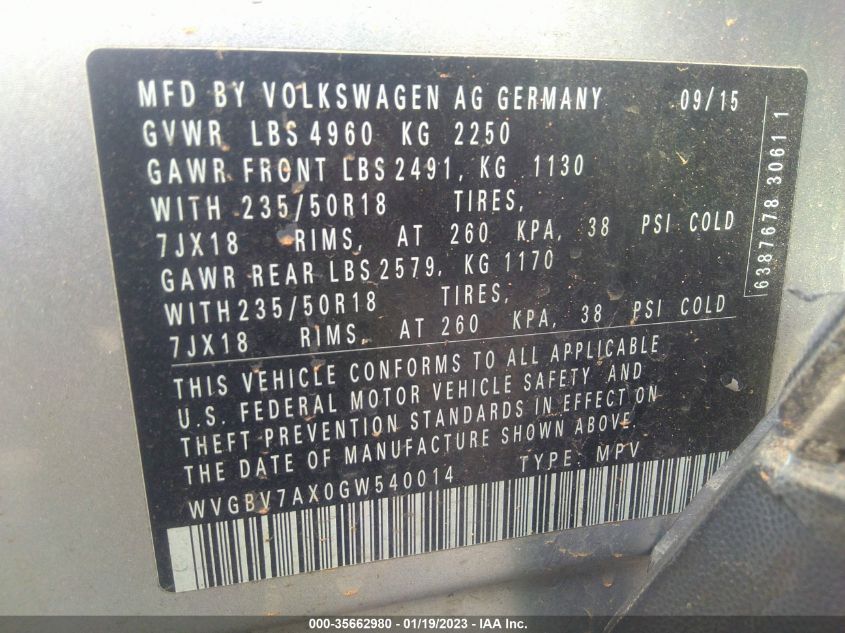 MFD BY VOLKSWAGEN AG GERMANY 09/15
GVWR LBS 4960 KG 2250
GAWR FRONT LBS 2491, KG 1130
WITH 235/50R18 TIRES,
7JX18 RIMS, AT 260 KPA, 38 PSI COLD
GAWR REAR LBS 2579, KG 1170
WITH 235/50R18 TIRES,
7JX18 RIMS, AT 260 KPA, 38 PSI COLD
THIS VEHICLE CONFORMS TO ALL APPLICABLE
U.S. FEDERAL MOTOR VEHICLE SAFETY AND
THEFT PREVENTION STANDARDS IN EFFECT ON
THE DATE OF MANUFACTURE SHOWN ABOVE.
WVGBV7AX0GW540014 TYPE. MPV
6387678 3061 1
000-35662980 - 01/19/2023 - IAA Inc.